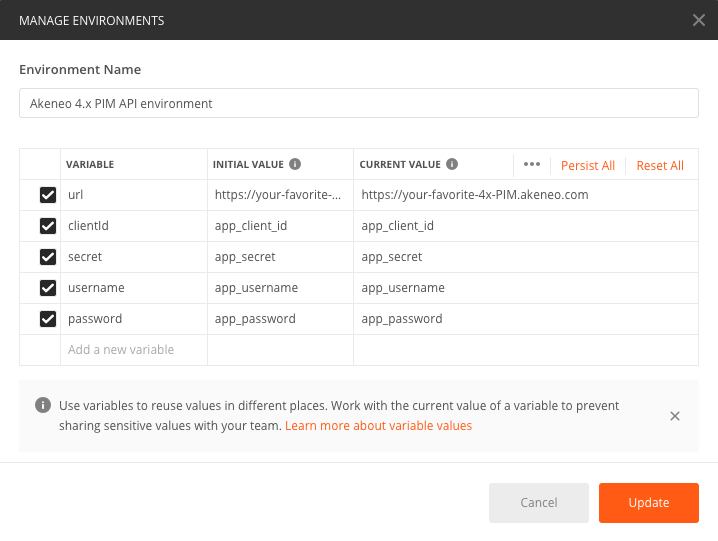 MANAGE ENVIRONMENTS
Environment Name
Akeneo 4.x PIM API environment
VARIABLE INITIAL VALUE CURRENT VALUE ••• Persist All Reset All
url https://your-favorite-... https://your-favorite-4x-PIM.akeneo.com
clientId app_client_id app_client_id
secret app_secret app_secret
username app_username app_username
password app_password app_password
Add a new variable
Use variables to reuse values in different places. Work with the current value of a variable to prevent
sharing sensitive values with your team. Learn more about variable values
Cancel Update